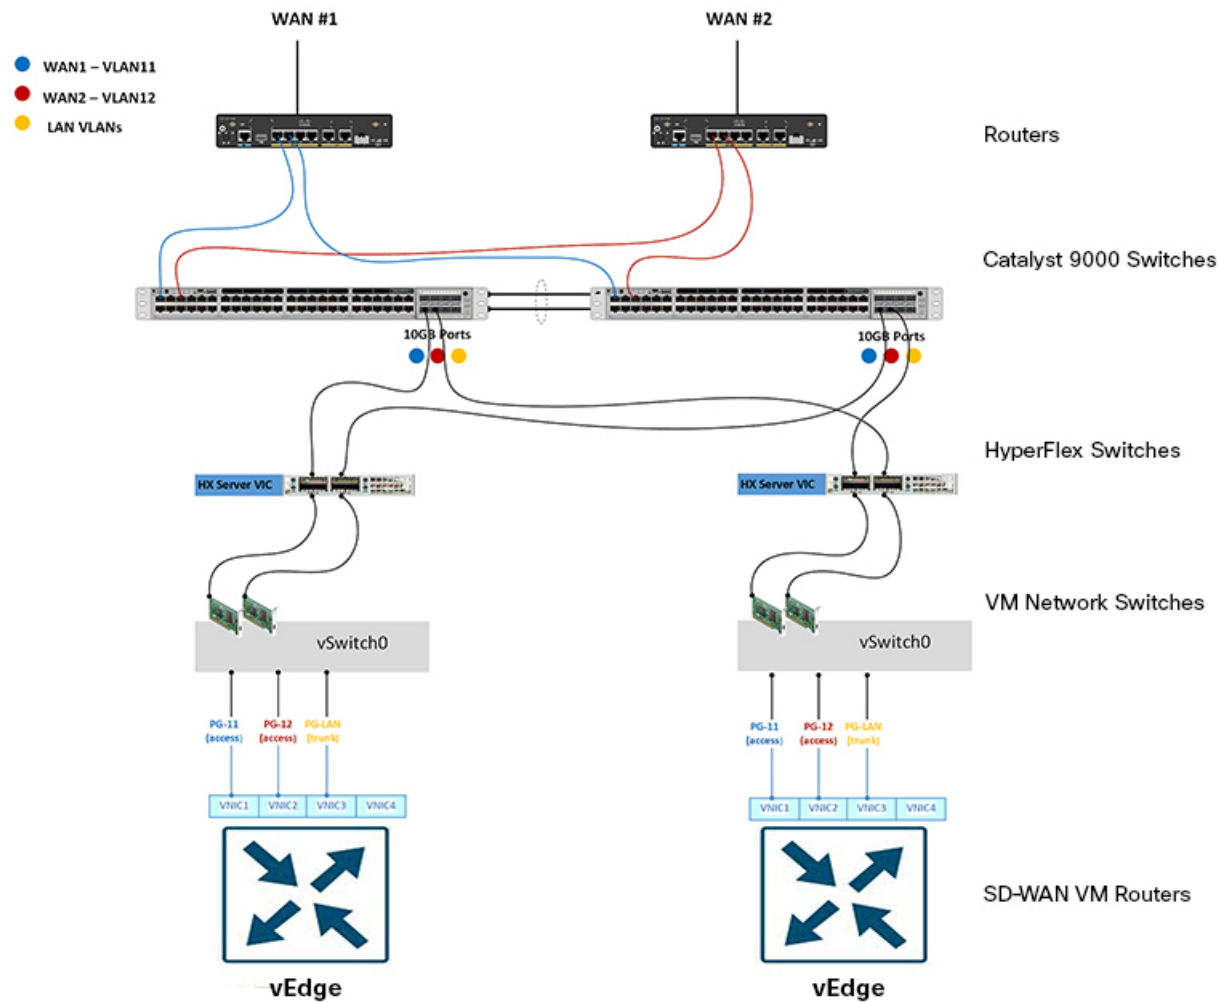 WAN #1
WAN #2
WAN1 – VLAN11
WAN2 – VLAN12
LAN VLANs
Routers
Catalyst 9000 Switches
10GB Ports
10GB Ports
HyperFlex Switches
HX Server VIC
HX Server VIC
VM Network Switches
vSwitch0
vSwitch0
PG-11
(access)
PG-12
(access)
PG-LAN
(trunk)
PG-11
(access)
PG-12
(access)
PG-LAN
(trunk)
VNIC1
VNIC2
VNIC3
VNIC4
VNIC1
VNIC2
VNIC3
VNIC4
SD-WAN VM Routers
vEdge
vEdge